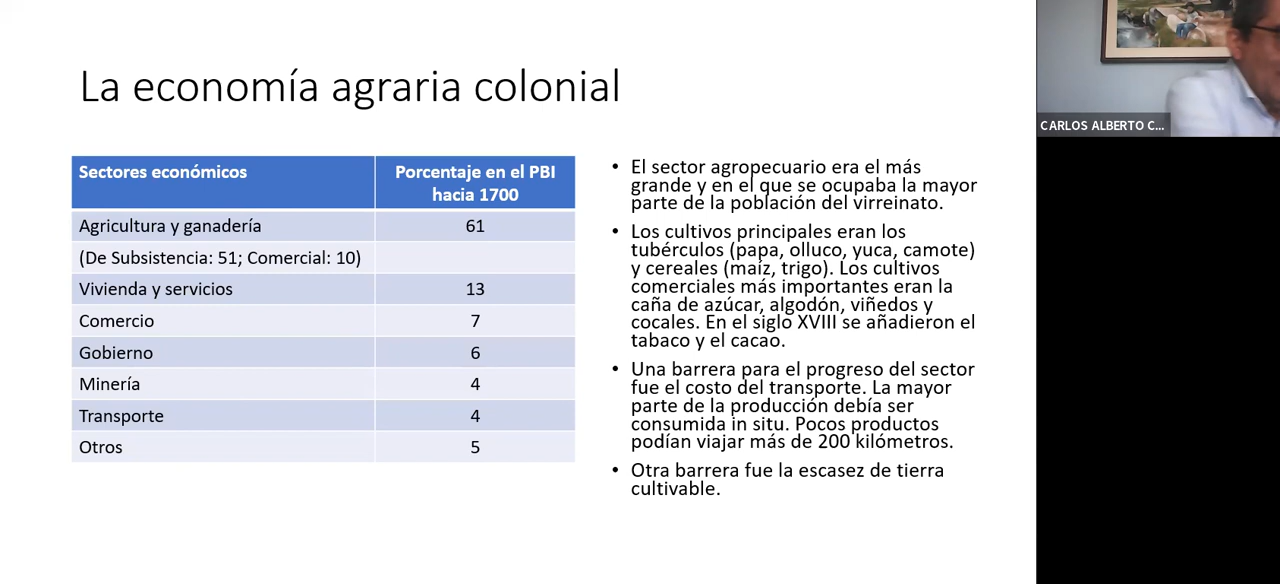 La economía agraria colonial
Sectores económicos
Porcentaje en el PBI
hacia 1700
Agricultura y ganadería 61
(De Subsistencia: 51; Comercial: 10)
Vivienda y servicios 13
Comercio 7
Gobierno 6
Minería 4
Transporte 4
Otros 5
• El sector agropecuario era el más
grande y en el que se ocupaba la mayor
parte de la población del virreinato.
• Los cultivos principales eran los
tubérculos (papa, olluco, yuca, camote)
y cereales (maíz, trigo). Los cultivos
comerciales más importantes eran la
caña de azúcar, algodón, viñedos y
cocales. En el siglo XVIII se añadieron el
tabaco y el cacao.
• Una barrera para el progreso del sector
fue el costo del transporte. La mayor
parte de la producción debía ser
consumida in situ. Pocos productos
podían viajar más de 200 kilómetros.
• Otra barrera fue la escasez de tierra
cultivable.
CARLOS ALBERTO C...